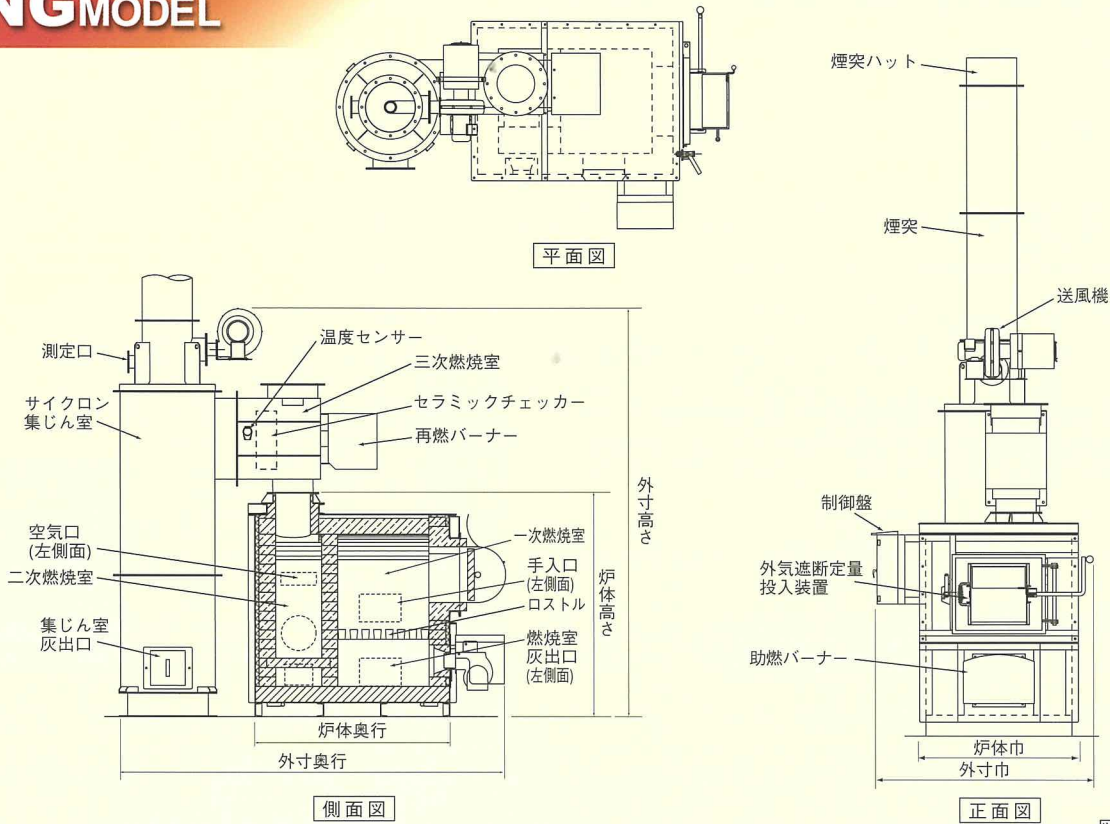 NG MODEL
平面図
測定口
サイクロン
集じん室
空気口
(左側面)
二次燃焼室
集じん室
灰出口
温度センサー
三次燃焼室
セラミックチェッカー
再燃バーナー
一次燃焼室
手入口
(左側面)
ロストル
燃焼室
灰出口
(左側面)
外寸高さ
炉体高さ
炉体奥行
外寸奥行
側面図
煙突ハット
煙突
送風機
制御盤
外気遮断定量
投入装置
助燃バーナー
炉体巾
外寸巾
正面図